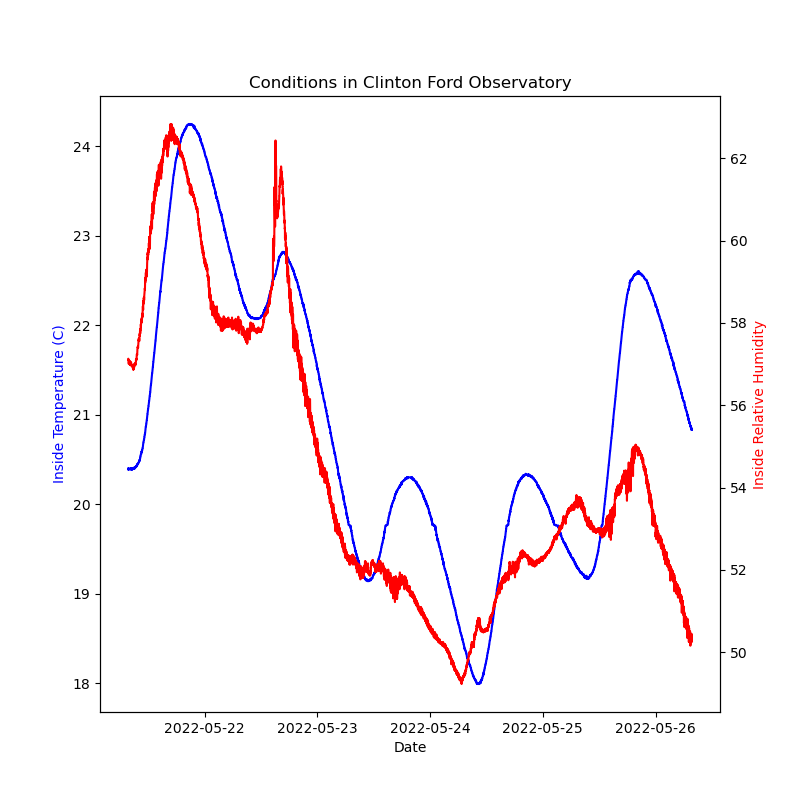 Conditions in Clinton Ford Observatory
24
23
22
21
20
19
18
Inside Temperature (C)
62
60
58
56
54
52
50
Inside Relative Humidity
2022-05-22 2022-05-23 2022-05-24 2022-05-25 2022-05-26
Date